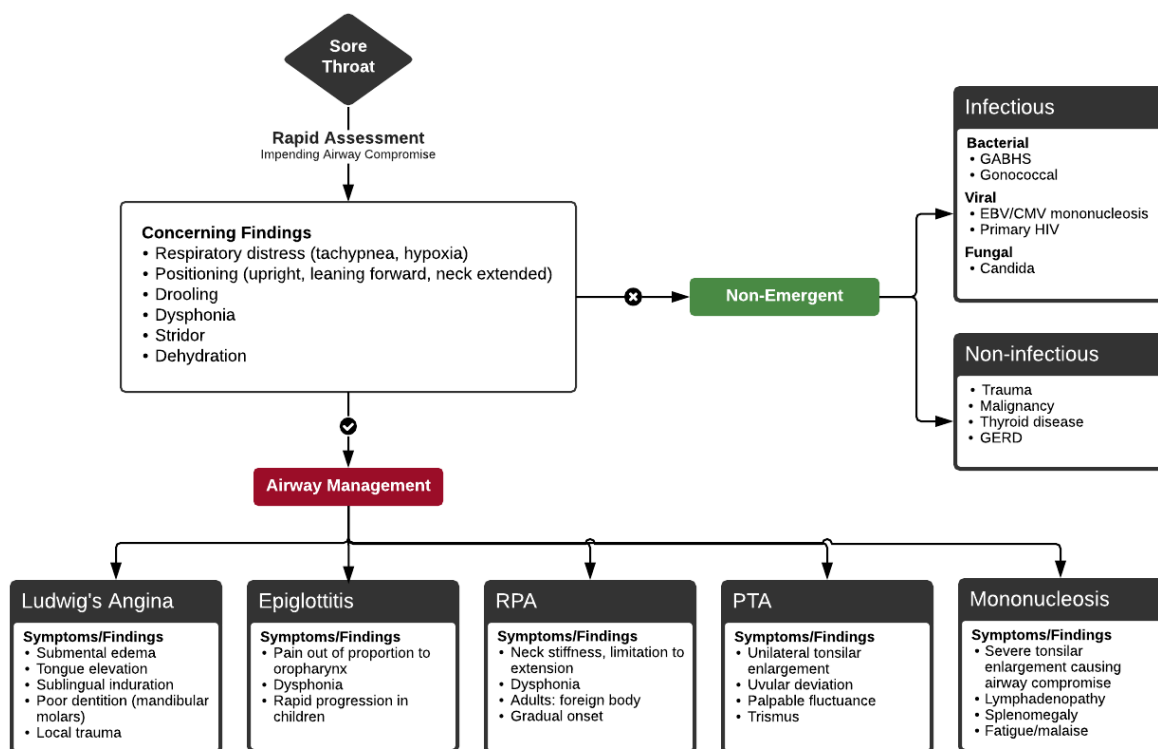 Sore
Throat
Rapid Assessment
Impending Airway Compromise
Concerning Findings
• Respiratory distress (tachypnea, hypoxia)
• Positioning (upright, leaning forward, neck extended)
• Drooling
• Dysphonia
• Stridor
• Dehydration
Non-Emergent
Infectious
Bacterial
• GABHS
• Gonococcal
Viral
• EBV/CMV mononucleosis
• Primary HIV
Fungal
• Candida
Non-infectious
• Trauma
• Malignancy
• Thyroid disease
• GERD
Airway Management
Ludwig's Angina
Symptoms/Findings
• Submental edema
• Tongue elevation
• Sublingual induration
• Poor dentition (mandibular
molars)
• Local trauma
Epiglottitis
Symptoms/Findings
• Pain out of proportion to
oropharynx
• Dysphonia
• Rapid progression in
children
RPA
Symptoms/Findings
• Neck stiffness, limitation to
extension
• Dysphonia
• Adults: foreign body
• Gradual onset
PTA
Symptoms/Findings
• Unilateral tonsilar
enlargement
• Uvular deviation
• Palpable fluctuance
• Trismus
Mononucleosis
Symptoms/Findings
• Severe tonsilar
enlargement causing
airway compromise
• Lymphadenopathy
• Splenomegaly
• Fatigue/malaise